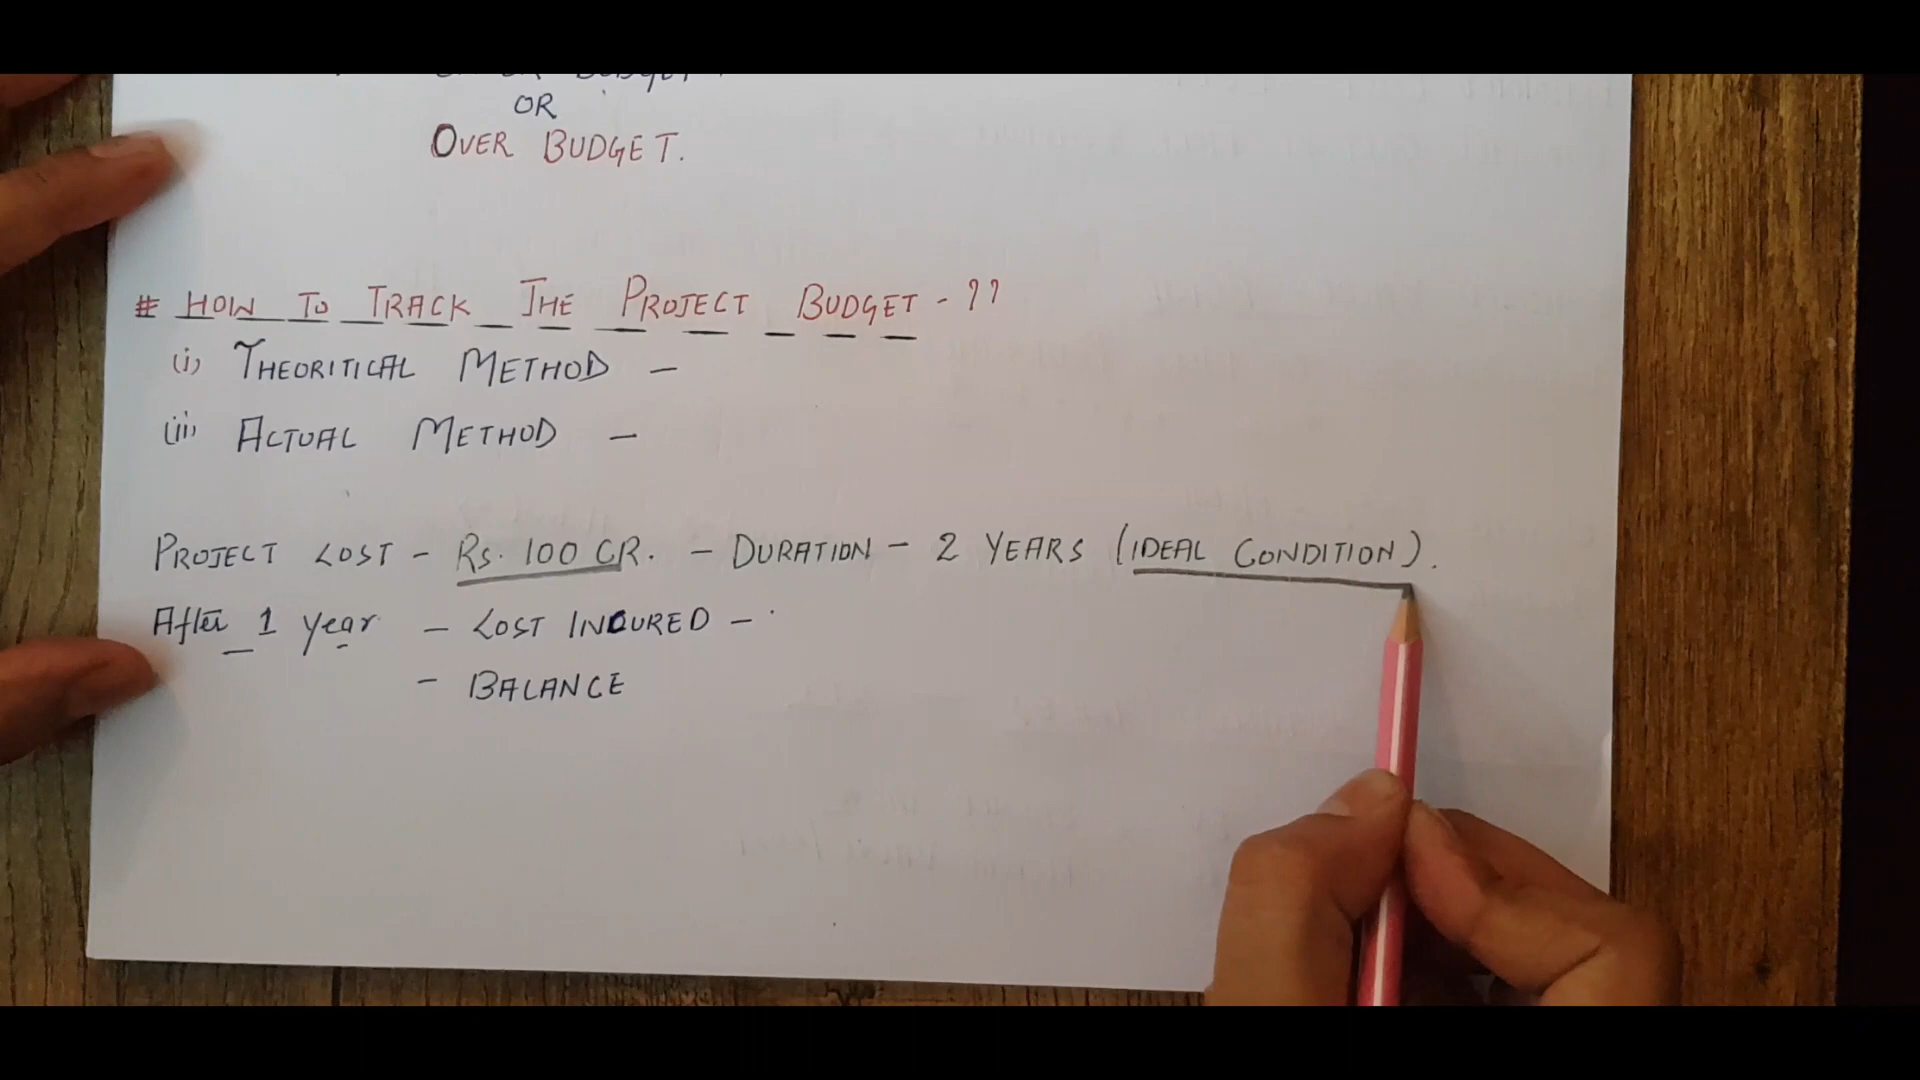 OR
OVER BUDGET.
# HOW TO TRACK THE PROJECT BUDGET - ??
(i) THEORITICAL METHOD -
(ii) ACTUAL METHOD -
PROJECT COST - Rs. 100 CR. - DURATION - 2 YEARS (IDEAL CONDITION).
After 1 year - COST INCURED -
- BALANCE